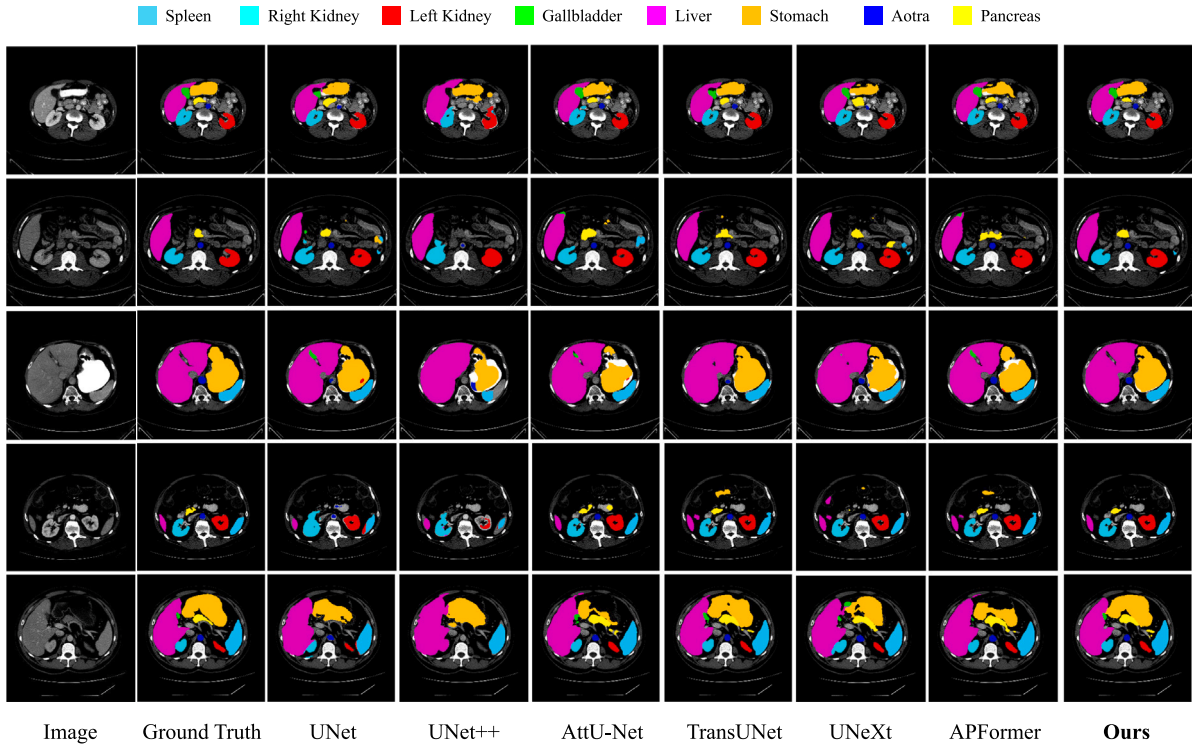 Spleen Right Kidney Left Kidney Gallbladder Liver Stomach Aotra Pancreas
Image Ground Truth UNet UNet++ AttU-Net TransUNet UNeXt APFormer Ours